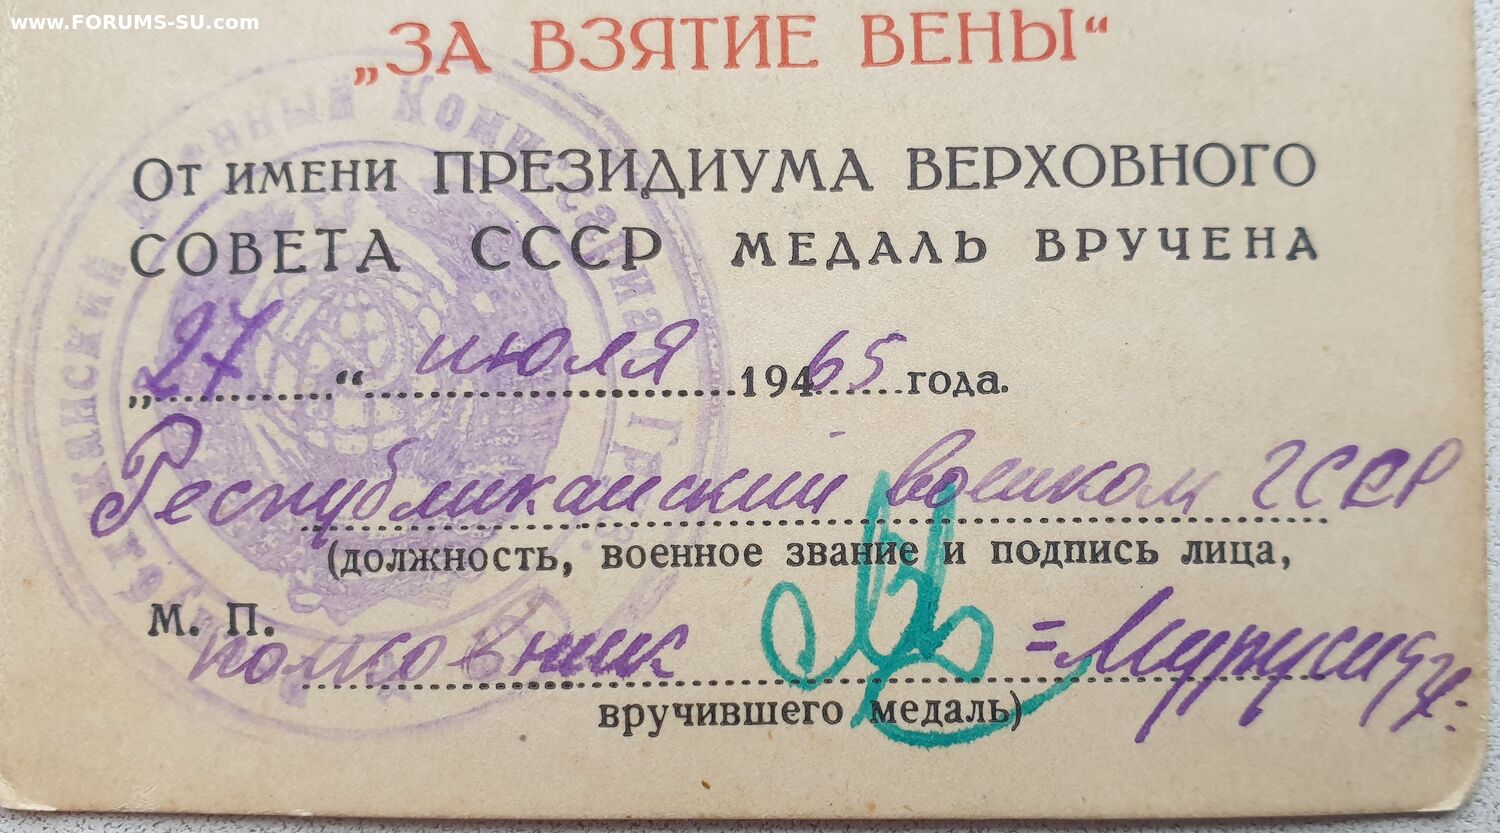 www.FORUMS-SU.com
„ЗА ВЗЯТИЕ ВЕНЫ“
От имени ПРЕЗИДИУМА ВЕРХОВНОГО
СОВЕТА СССР МЕДАЛЬ ВРУЧЕНА
„27“ июля 19465 года.
Республиканский военком ГССР
(должность, военное звание и подпись лица,
М. П.
полковник
вручившего медаль)